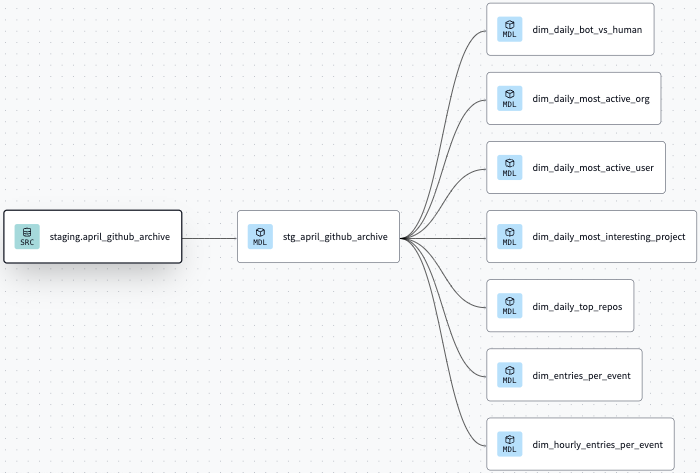 MDL
dim_daily_bot_vs_human
MDL
dim_daily_most_active_org
MDL
dim_daily_most_active_user
SRC
staging.april_github_archive
MDL
stg_april_github_archive
MDL
dim_daily_most_interesting_project
MDL
dim_daily_top_repos
MDL
dim_entries_per_event
MDL
dim_hourly_entries_per_event